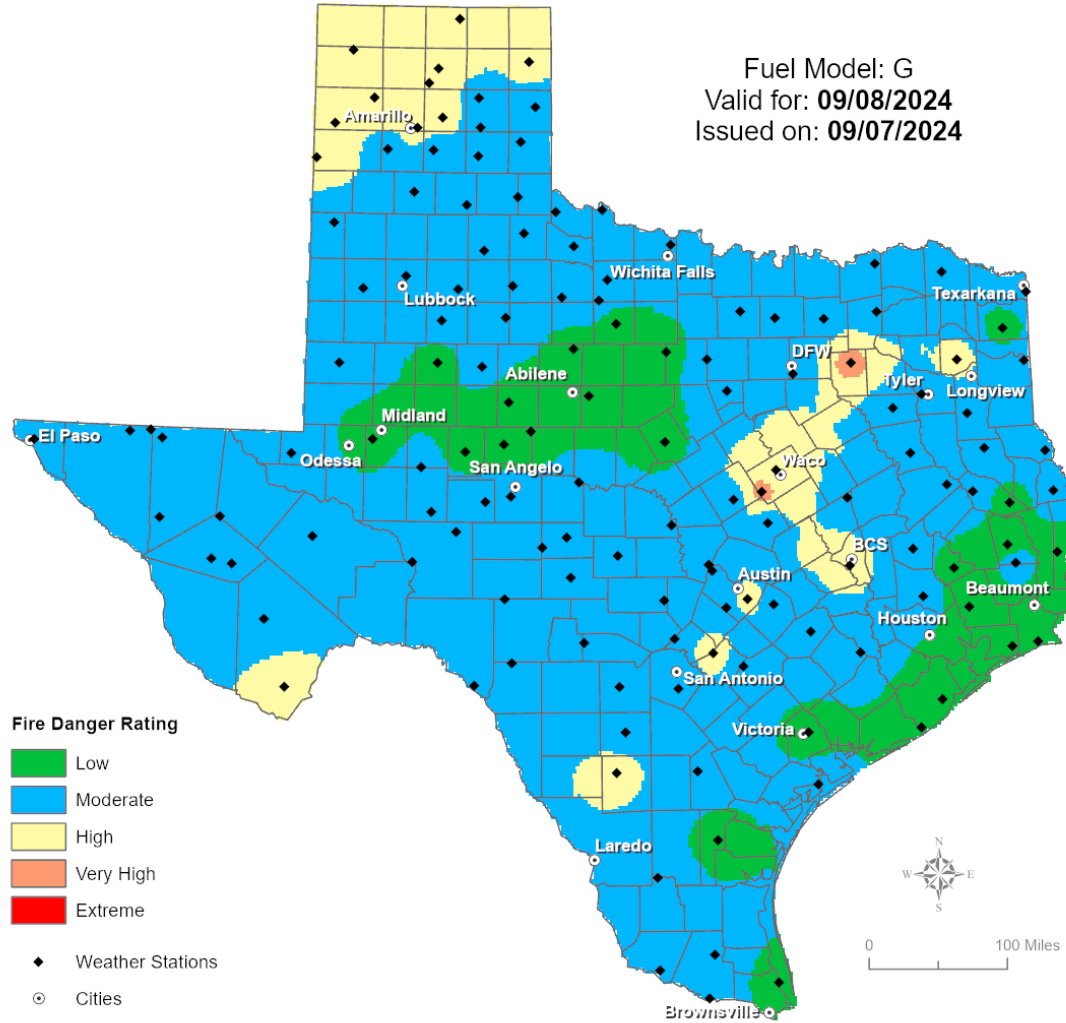 Fuel Model: G
Valid for: 09/08/2024
Issued on: 09/07/2024
Amarillo
Wichita Falls
Lubbock
Texarkana
DFW
Abilene
Tyler
Longview
Midland
El Paso
Odessa
San Angelo
Waco
BCS
Austin
Beaumont
Houston
San Antonio
Victoria
Laredo
Brownsville
Fire Danger Rating
Low
Moderate
High
Very High
Extreme
Weather Stations
Cities
N
W
E
S
0
100 Miles